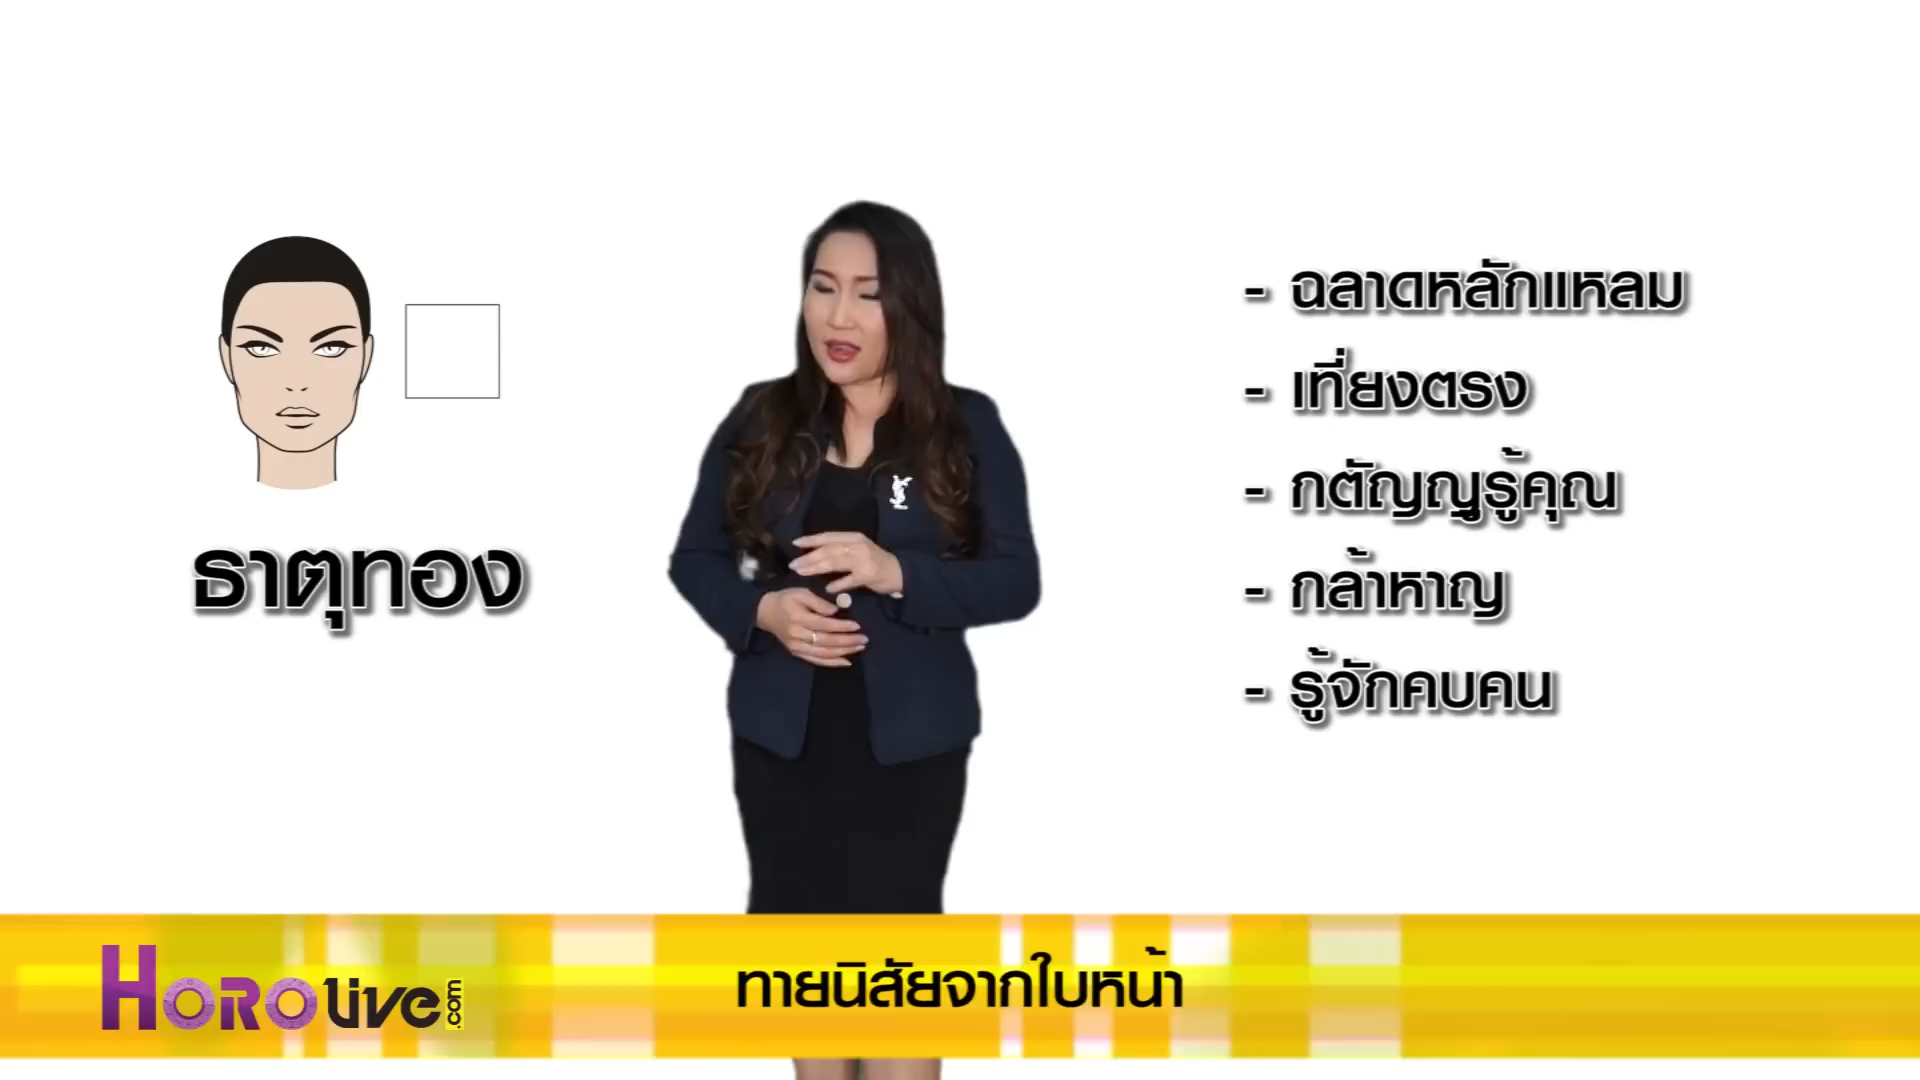 ธาตุทอง
- ฉลาดหลักแหลม
- เที่ยงตรง
- กตัญญูรู้คุณ
- กล้าหาญ
- รู้จักคบคน
HOROlive.com
ทายนิสัยจากใบหน้า